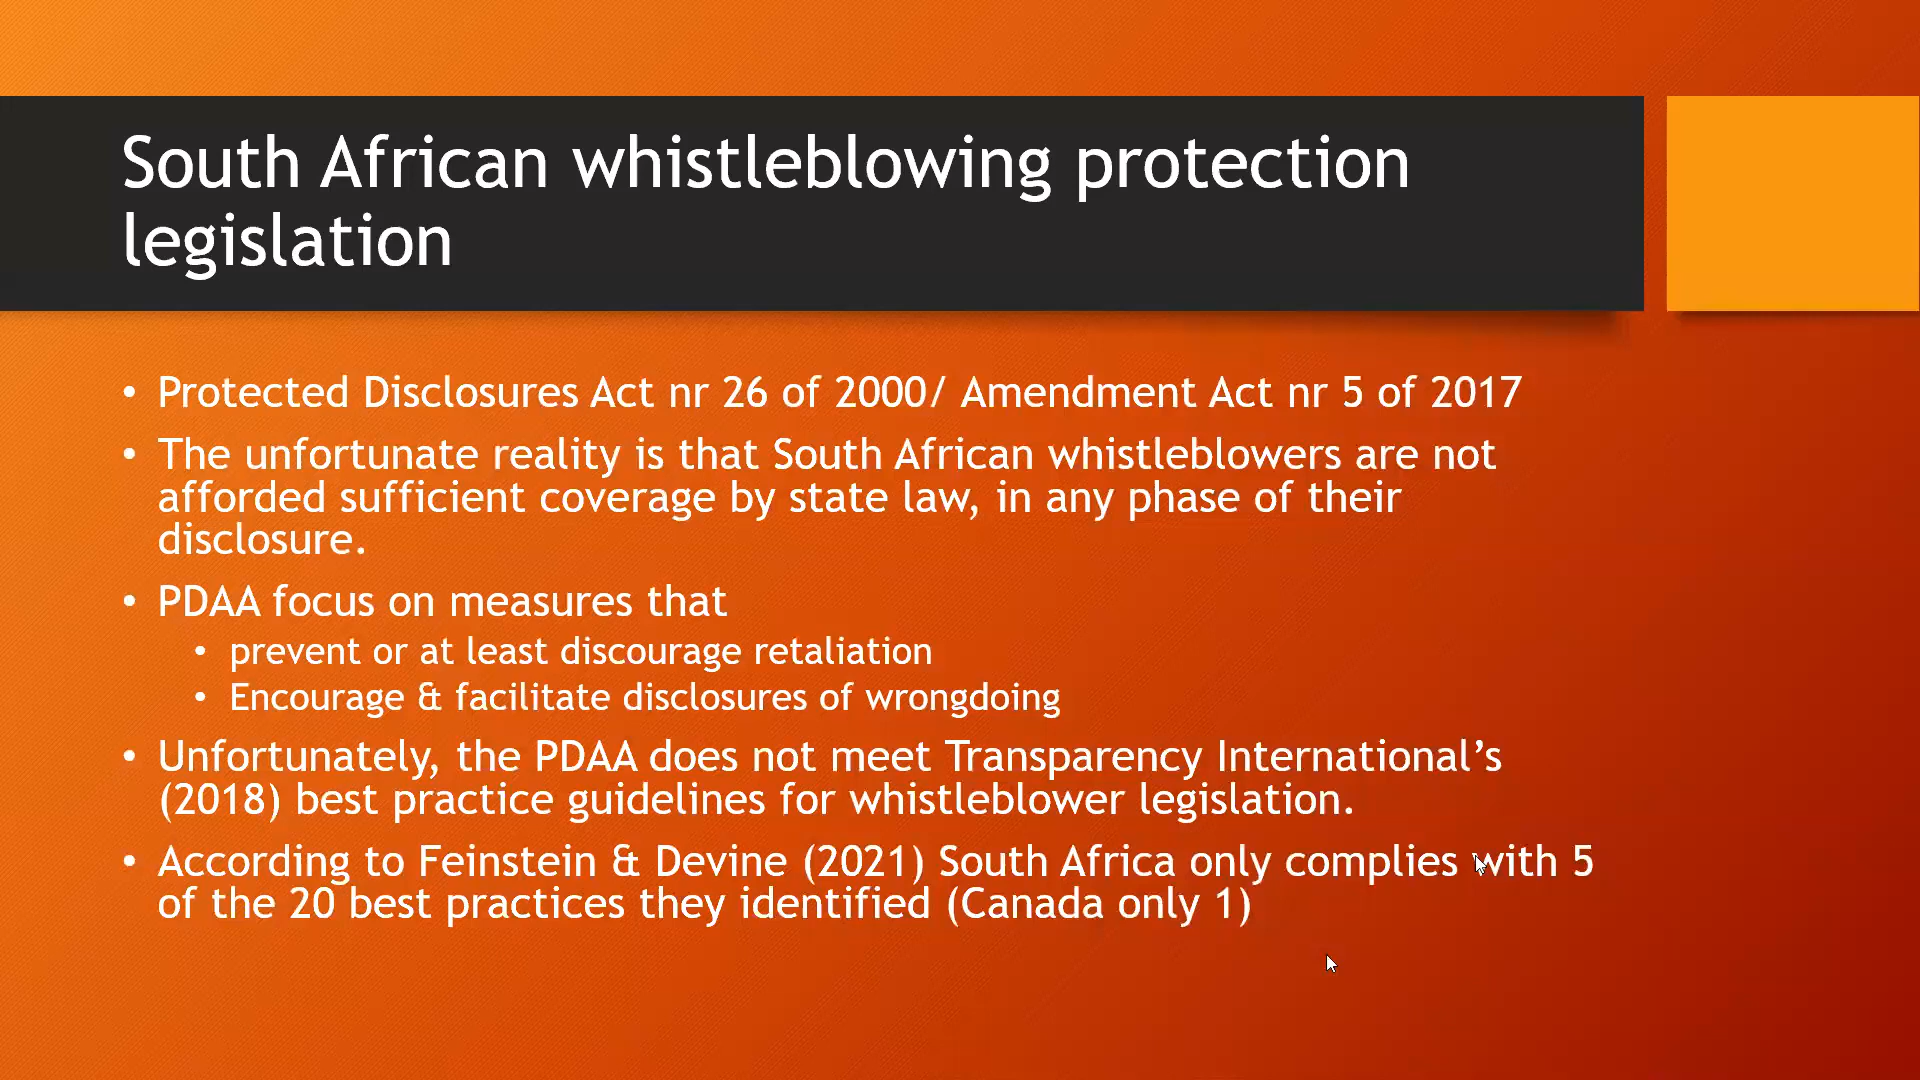 South African whistleblowing protection
legislation
• Protected Disclosures Act nr 26 of 2000/ Amendment Act nr 5 of 2017
• The unfortunate reality is that South African whistleblowers are not
afforded sufficient coverage by state law, in any phase of their
disclosure.
• PDAA focus on measures that
• prevent or at least discourage retaliation
• Encourage & facilitate disclosures of wrongdoing
• Unfortunately, the PDAA does not meet Transparency International’s
(2018) best practice guidelines for whistleblower legislation.
• According to Feinstein & Devine (2021) South Africa only complies with 5
of the 20 best practices they identified (Canada only 1)